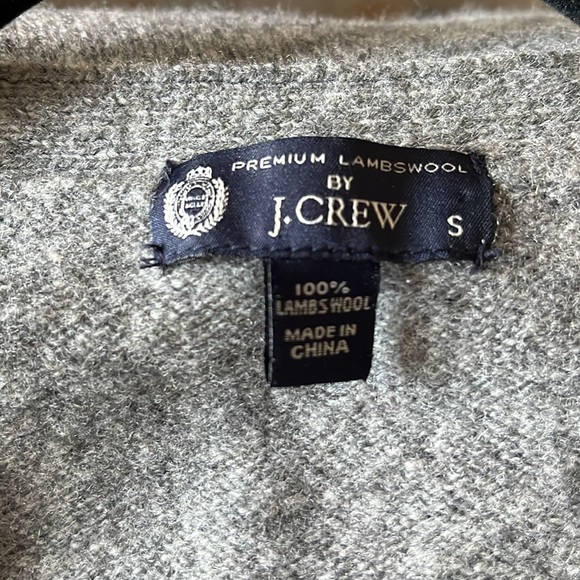 PREMIUM LAMBSWOOL
BY
J.CREW
S
100%
LAMBSWOOL
MADE IN
CHINA